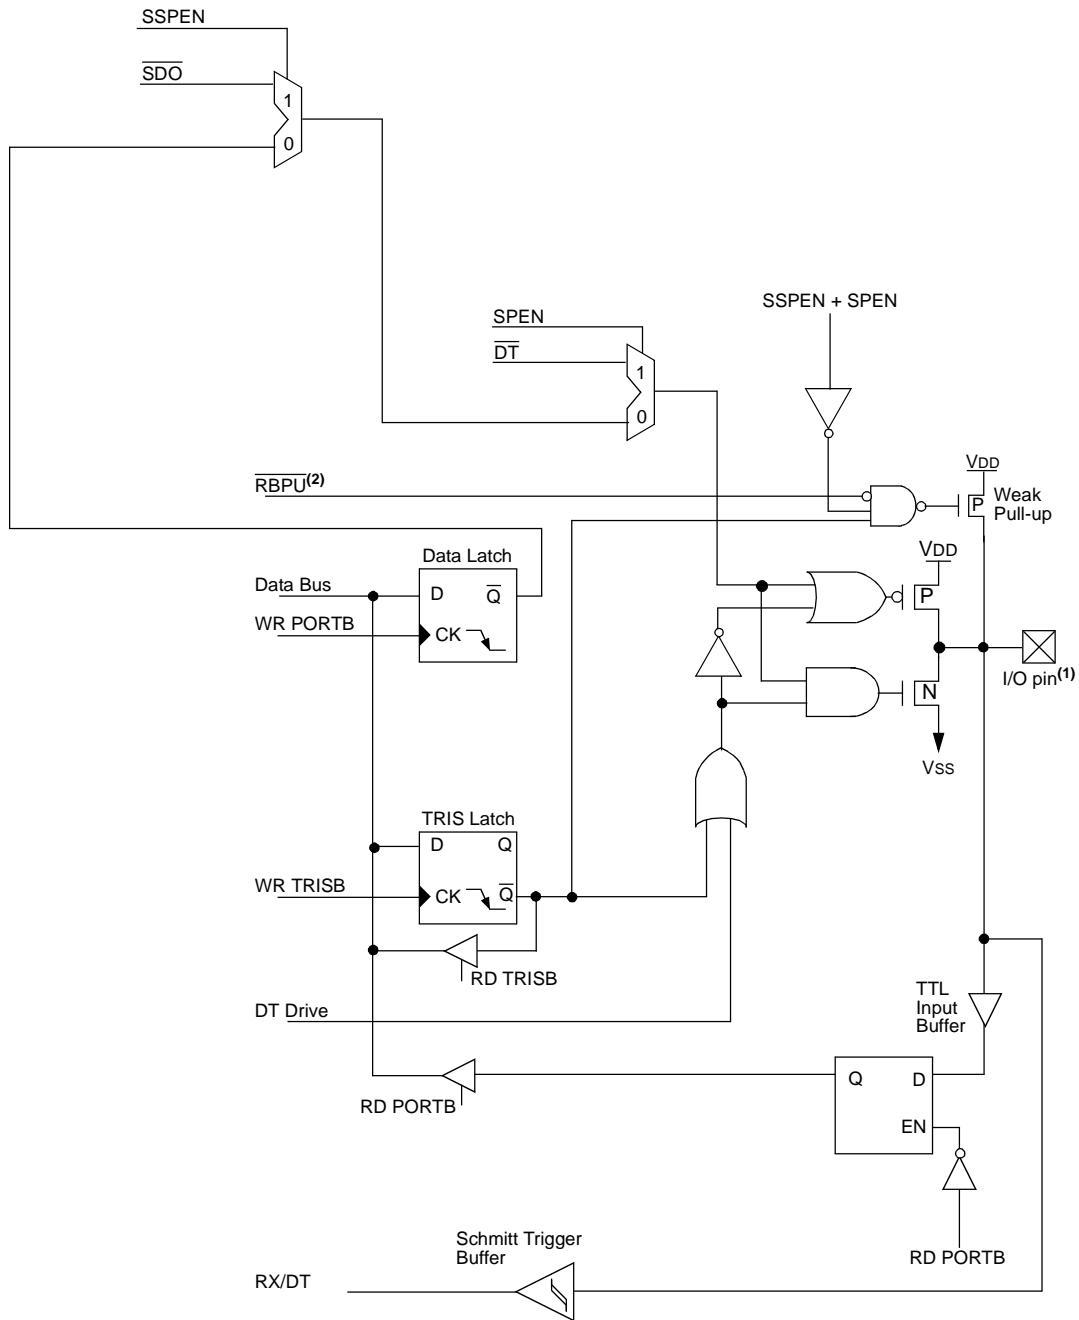 SSPEN
SDO
1
0
SSPEN + SPEN
SPEN
DT
1
0
RBPU(2)
VDD
P
Weak
Pull-up
Data Latch
VDD
Data Bus
D
Q
P
WR PORTB
CK
I/O pin(1)
N
VSS
TRIS Latch
D
Q
WR TRISB
CK
Q
RD TRISB
DT Drive
TTL
Input
Buffer
Q
D
RD PORTB
EN
RD PORTB
Schmitt Trigger
Buffer
RX/DT